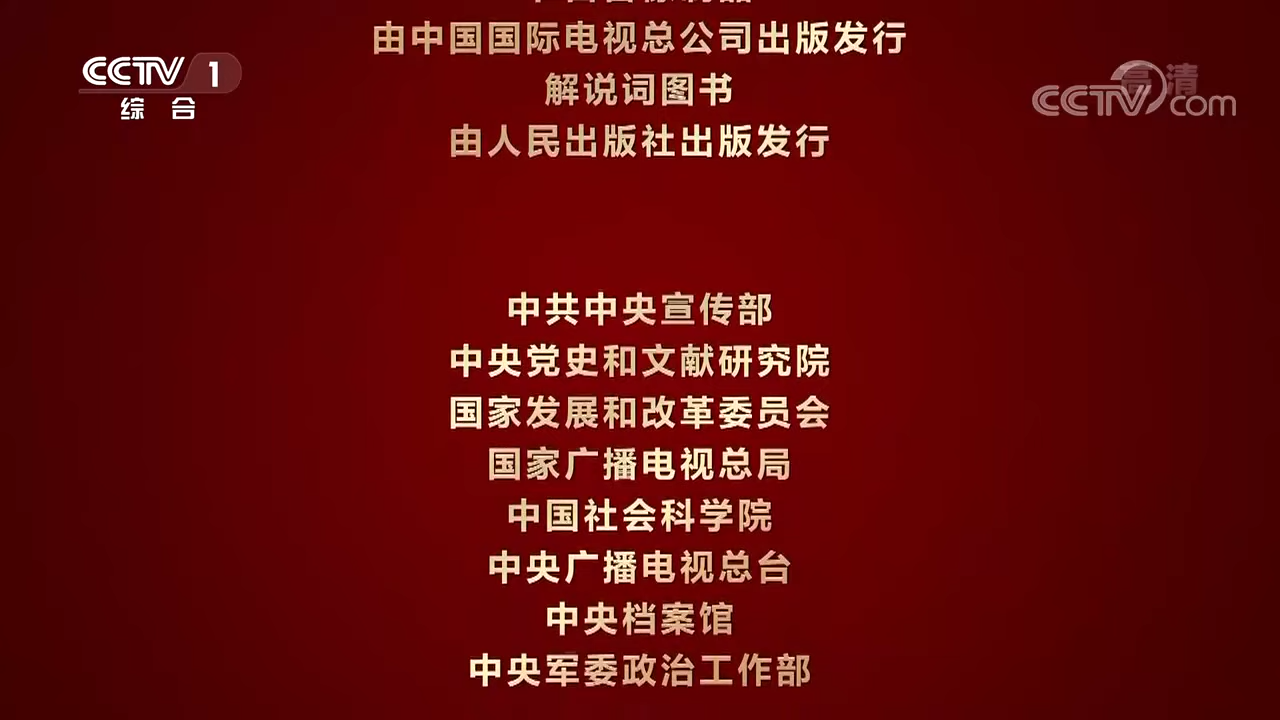 由中国国际电视总公司出版发行
CCTV 1
综合
高清
CCTV.com
解说词图书
由人民出版社出版发行
中共中央宣传部
中央党史和文献研究院
国家发展和改革委员会
国家广播电视总局
中国社会科学院
中央广播电视总台
中央档案馆
中央军委政治工作部